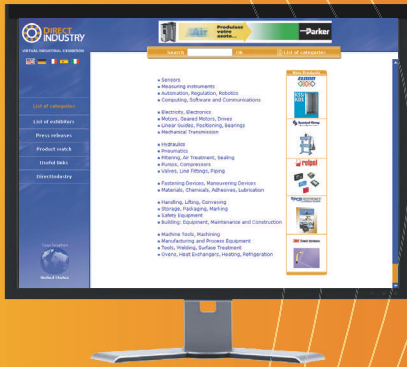 DIRECT
INDUSTRY
VIRTUAL INDUSTRIAL EXHIBITION
Air
Produisez
votre
Parker
Search
OK
List of categories
List of categories
List of exhibitors
Press releases
Product watch
Useful links
DirectIndustry
United States
Sensors
Measuring instruments
Automation, Regulation, Robotics
Computing, Software and Communications
Electricity, Electronics
Motors, Geared Motors, Drives
Linear Guides, Positioning, Bearings
Mechanical Transmission
Hydraulics
Pneumatics
Filtering, Air Treatment, Sealing
Pumps, Compressors
Valves, Line Fittings, Piping
Fastening Devices, Manoeuvring Devices
Materials, Chemicals, Adhesives, Lubrication
Handling, Lifting, Conveying
Storage, Packaging, Marking
Safety Equipment
Building: Equipment, Maintenance and Construction
Machine Tools, Machining
Manufacturing and Process Equipment
Tools, Welding, Surface Treatment
Ovens, Heat Exchangers, Heating, Refrigeration
New Products
relpol